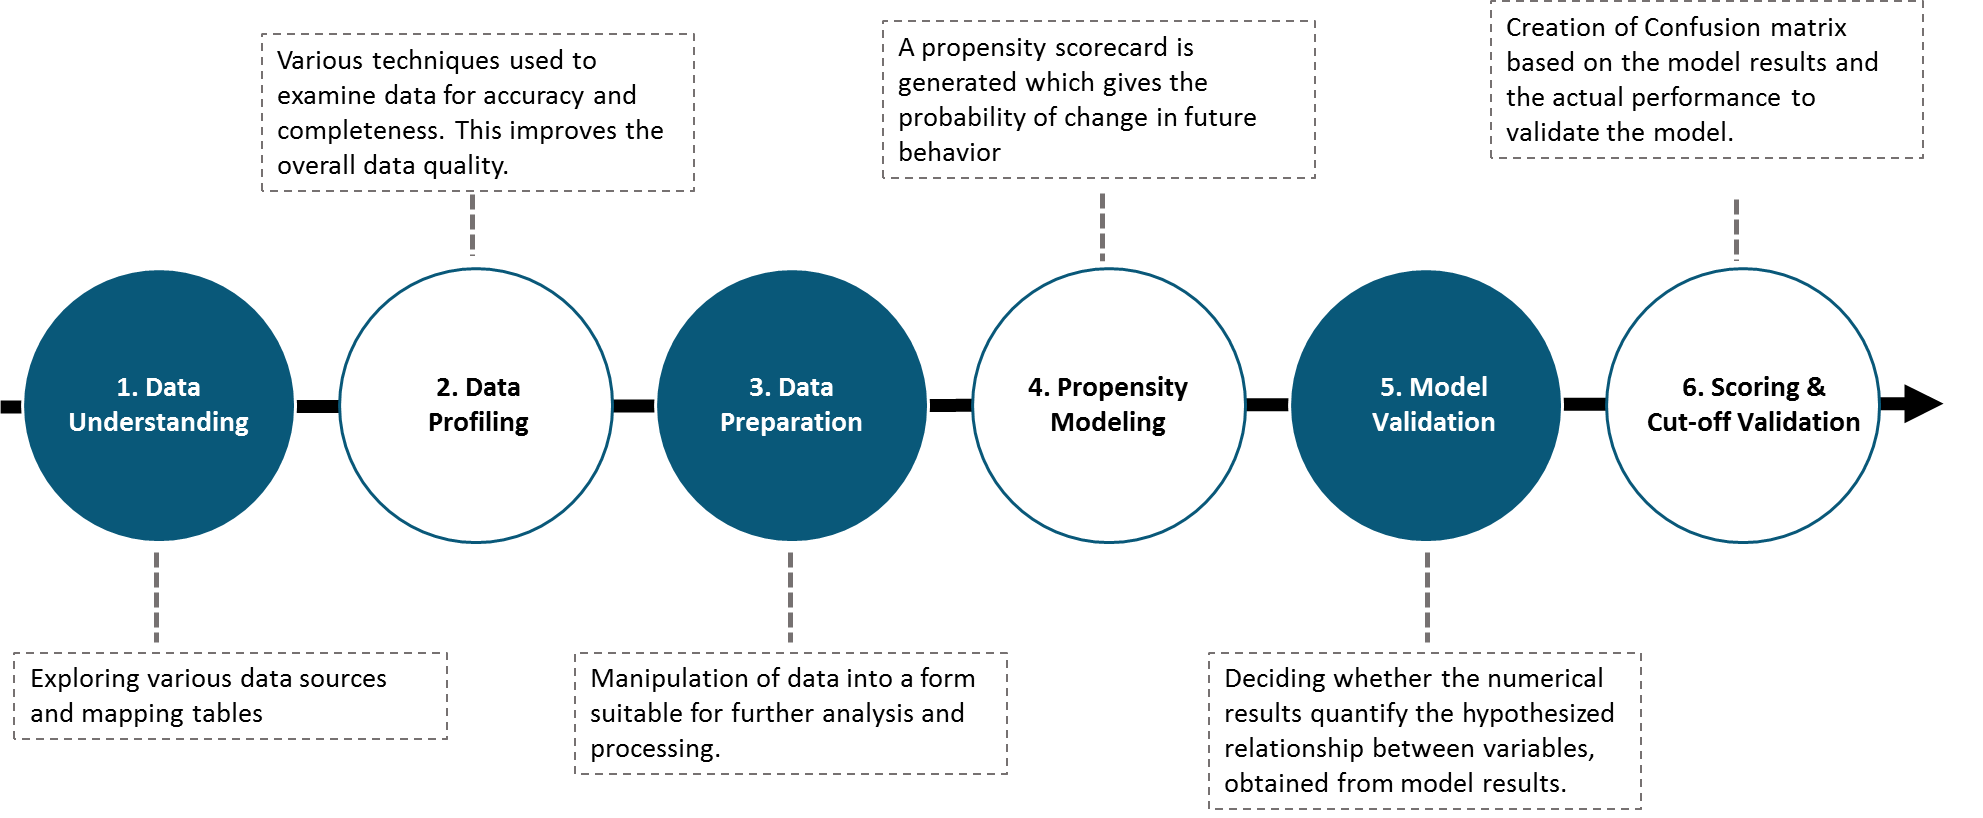 Various techniques used to
examine data for accuracy and
completeness. This improves the
overall data quality.
A propensity scorecard is
generated which gives the
probability of change in future
behavior
Creation of Confusion matrix
based on the model results and
the actual performance to
validate the model.
1. Data
Understanding
2. Data
Profiling
3. Data
Preparation
4. Propensity
Modeling
5. Model
Validation
6. Scoring &
Cut-off Validation
Exploring various data sources
and mapping tables
Manipulation of data into a form
suitable for further analysis and
processing.
Deciding whether the numerical
results quantify the hypothesized
relationship between variables,
obtained from model results.